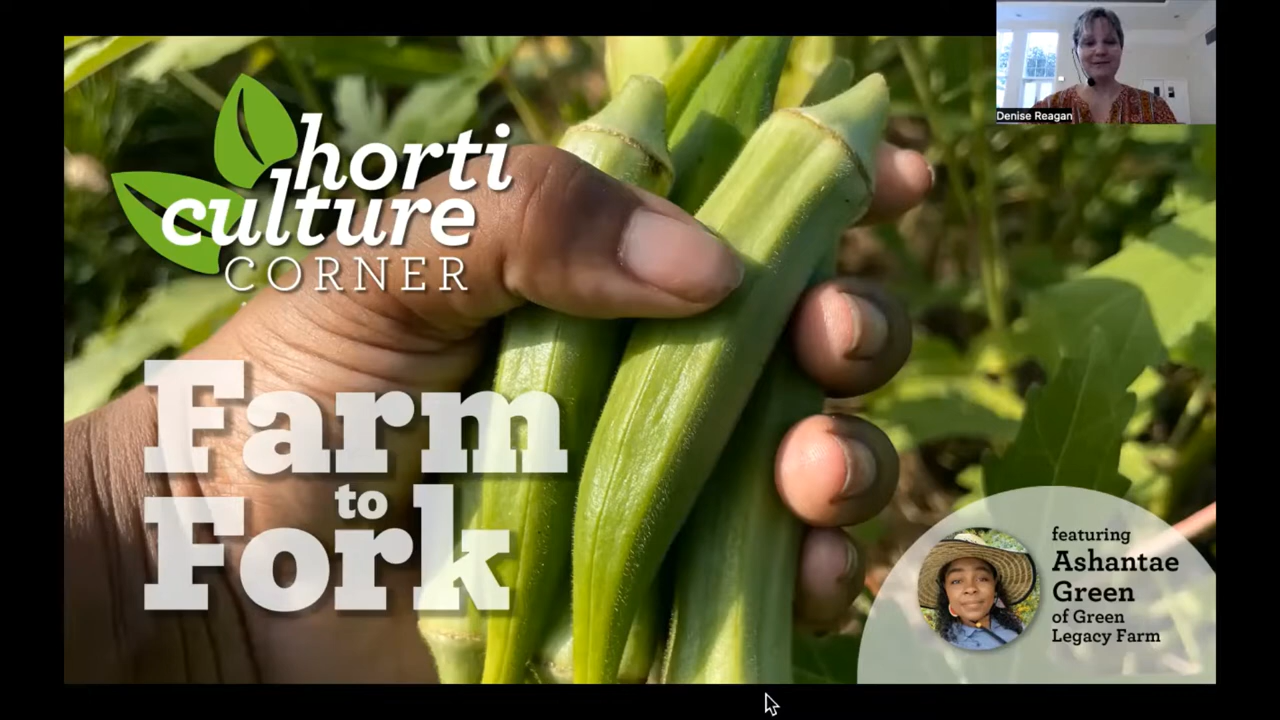 horti
culture
CORNER
Farm
to
Fork
Denise Reagan
featuring
Ashantae
Green
of Green
Legacy Farm